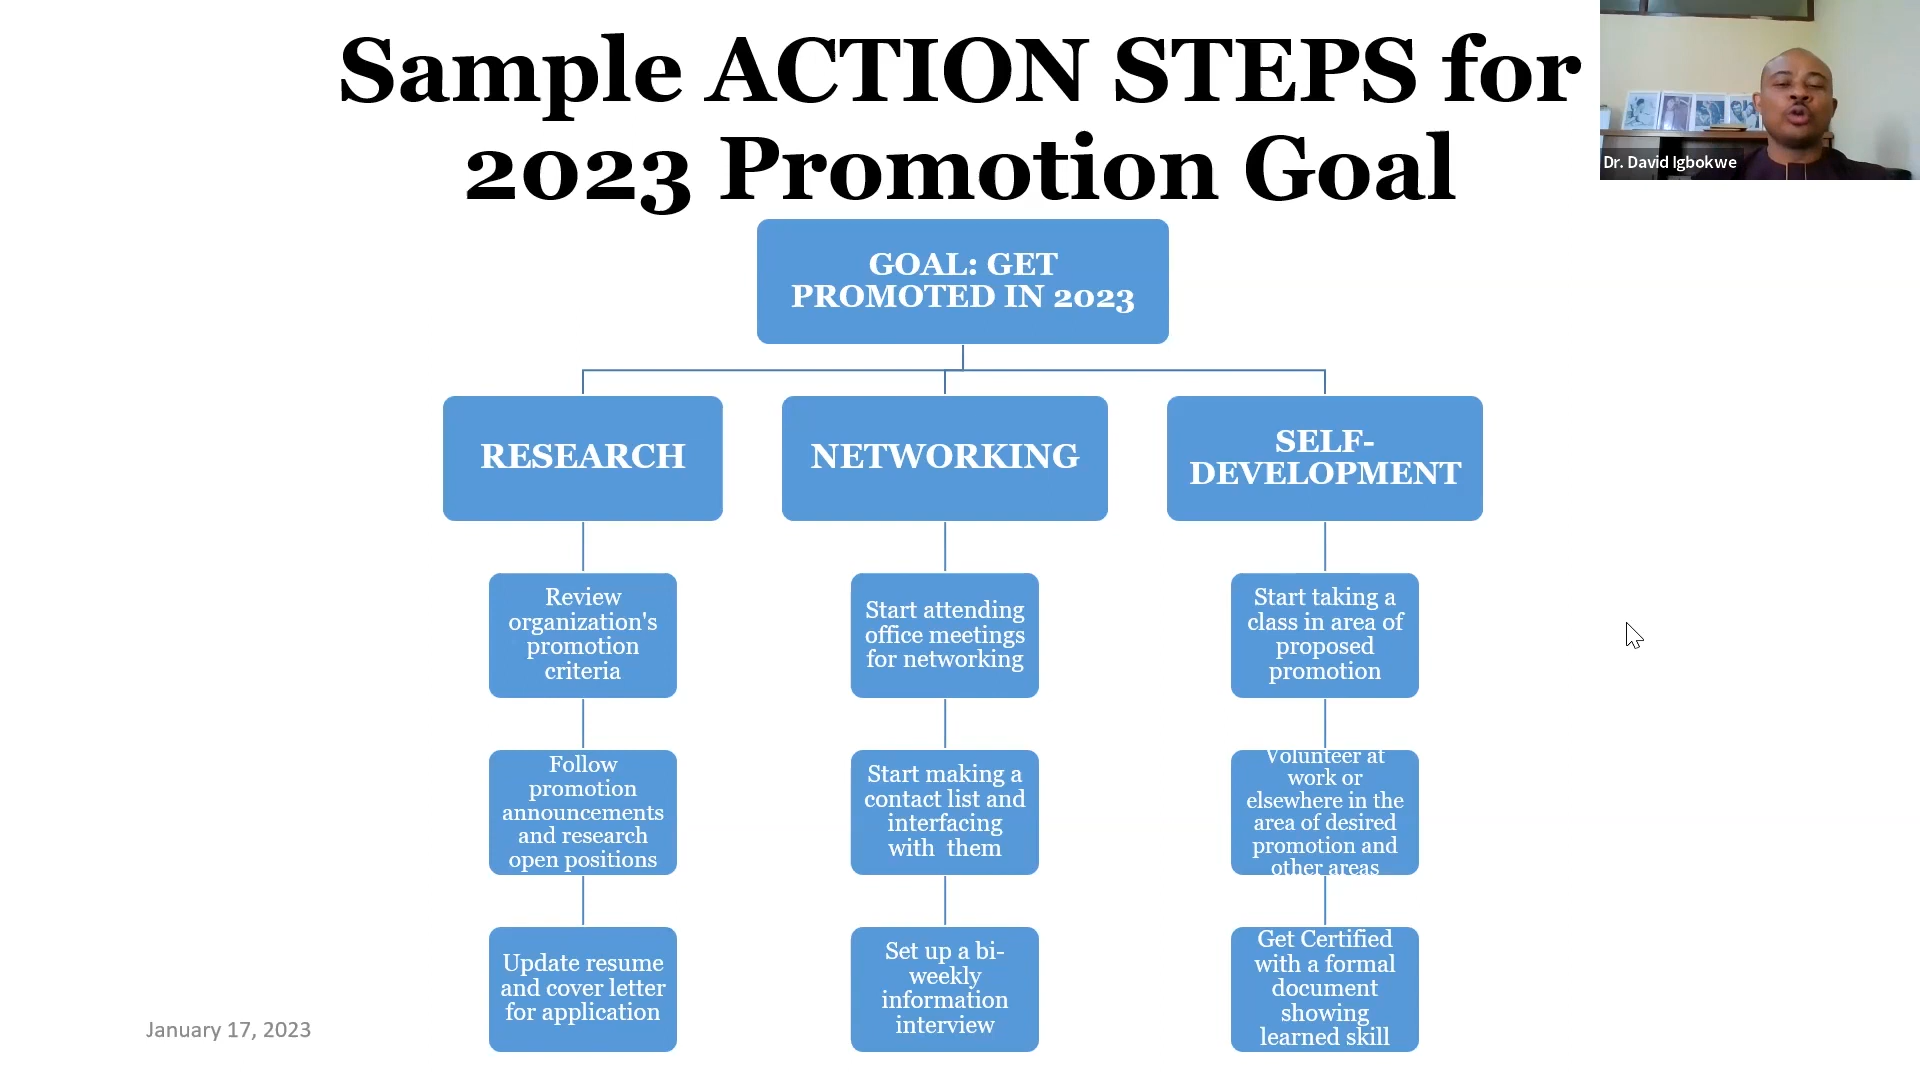 Sample ACTION STEPS for
2023 Promotion Goal
Dr. David Igbokwe
GOAL: GET
PROMOTED IN 2023
RESEARCH
NETWORKING
SELF-
DEVELOPMENT
Review
organization's
promotion
criteria
Start attending
office meetings
for networking
Start taking a
class in area of
proposed
promotion
Follow
promotion
announcements
and research
open positions
Start making a
contact list and
interfacing
with  them
Volunteer at
work or
elsewhere in the
area of desired
promotion and
other areas
Update resume
and cover letter
for application
Set up a bi-
weekly
information
interview
Get Certified
with a formal
document
showing
learned skill
January 17, 2023